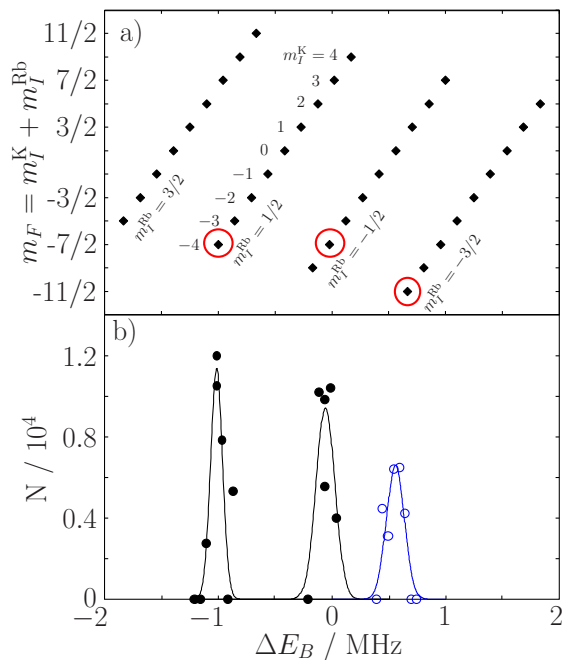 a)
m_F = m_I^K + m_I^Rb
11/2
7/2
3/2
-3/2
-7/2
-11/2
m_I^K = 4
3
2
1
0
−1
−2
−3
−4
m_I^Rb = 3/2
m_I^Rb = 1/2
m_I^Rb = −1/2
m_I^Rb = −3/2
b)
N / 10^4
1.2
0.8
0.4
0
−2
−1
0
1
2
ΔE_B / MHz